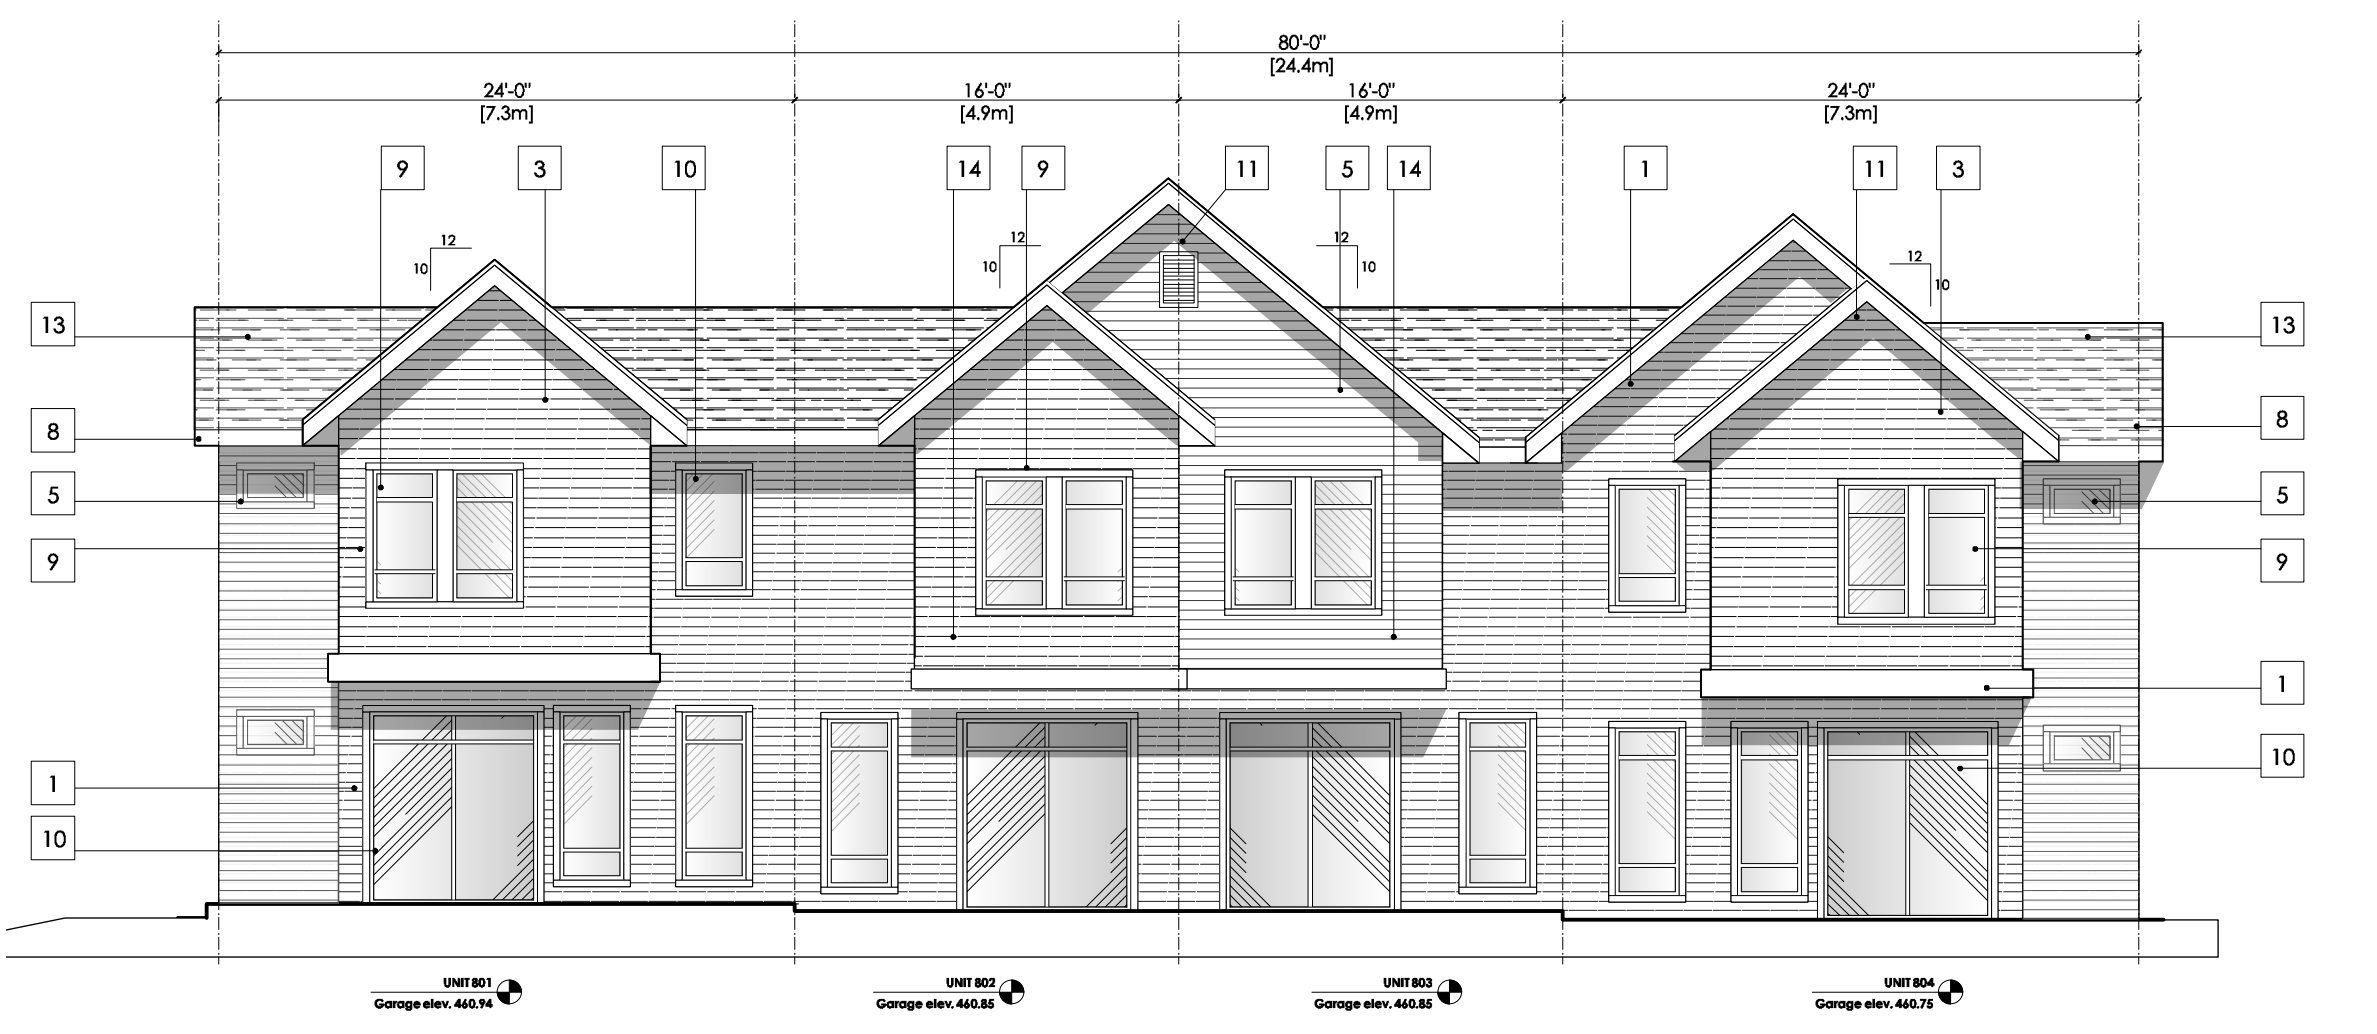 80'-0"
[24.4m]
24'-0"
[7.3m]
16'-0"
[4.9m]
16'-0"
[4.9m]
24'-0"
[7.3m]
9
3
10
14
9
11
5
14
1
11
3
12
10
12
10
12
10
12
10
13
8
5
9
1
10
13
8
5
9
1
10
UNIT 801
Garage elev. 460.94
UNIT 802
Garage elev. 460.85
UNIT 803
Garage elev. 460.85
UNIT 804
Garage elev. 460.75